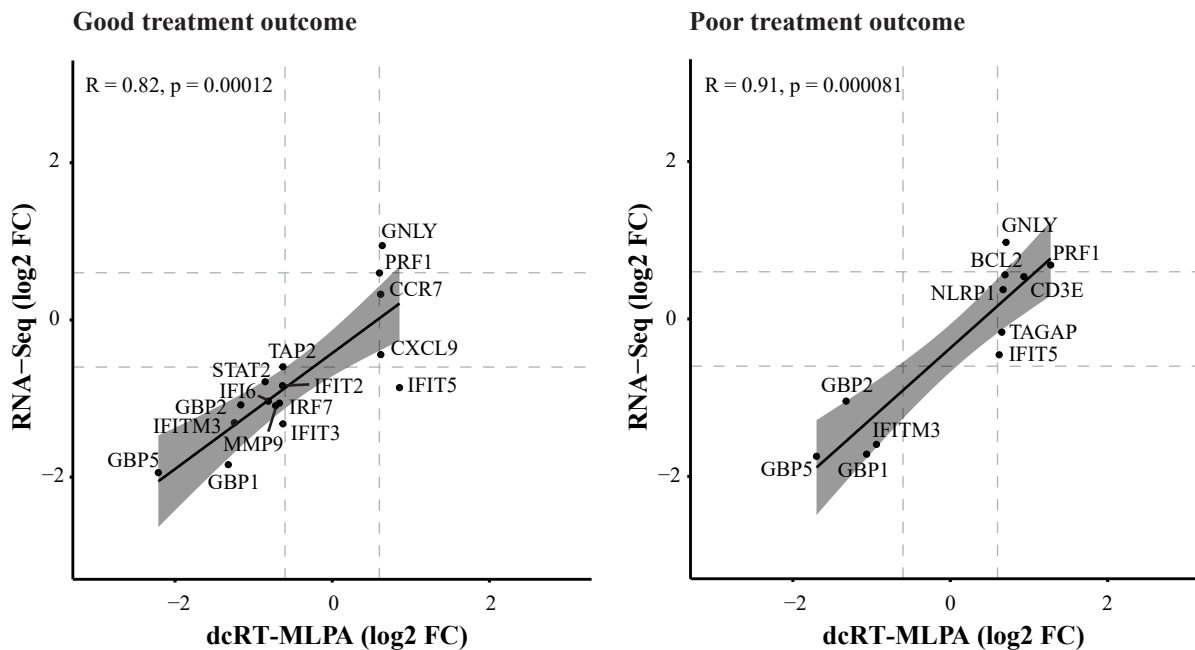 Good treatment outcome
R = 0.82, p = 0.00012
RNA−Seq (log2 FC)
2
0
−2
GNLY
PRF1
CCR7
CXCL9
TAP2
STAT2
IFIT2
IFIT5
IFI6
GBP2
IRF7
IFITM3
MMP9
IFIT3
GBP5
GBP1
−2
0
2
dcRT-MLPA (log2 FC)
Poor treatment outcome
R = 0.91, p = 0.000081
RNA−Seq (log2 FC)
2
0
−2
GNLY
BCL2
PRF1
NLRP1
CD3E
TAGAP
IFIT5
GBP2
IFITM3
GBP5
GBP1
−2
0
2
dcRT-MLPA (log2 FC)